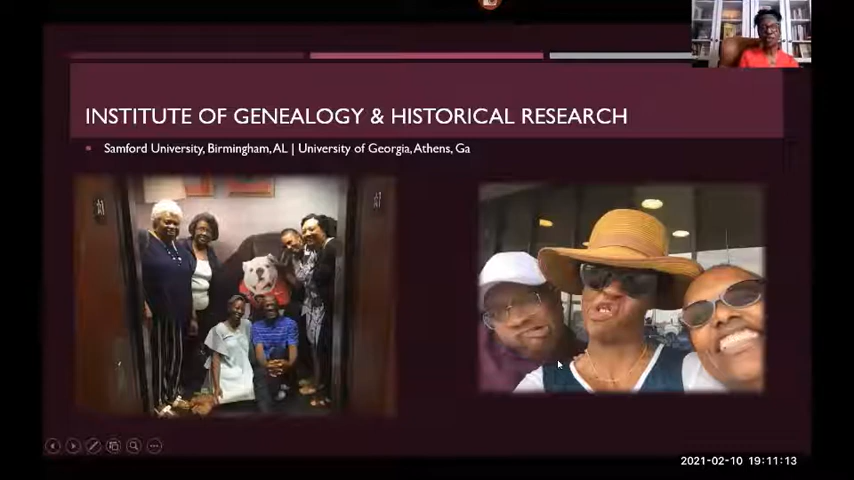 INSTITUTE OF GENEALOGY & HISTORICAL RESEARCH
Samford University, Birmingham, AL | University of Georgia, Athens, Ga
2021-02-10 19:11:13